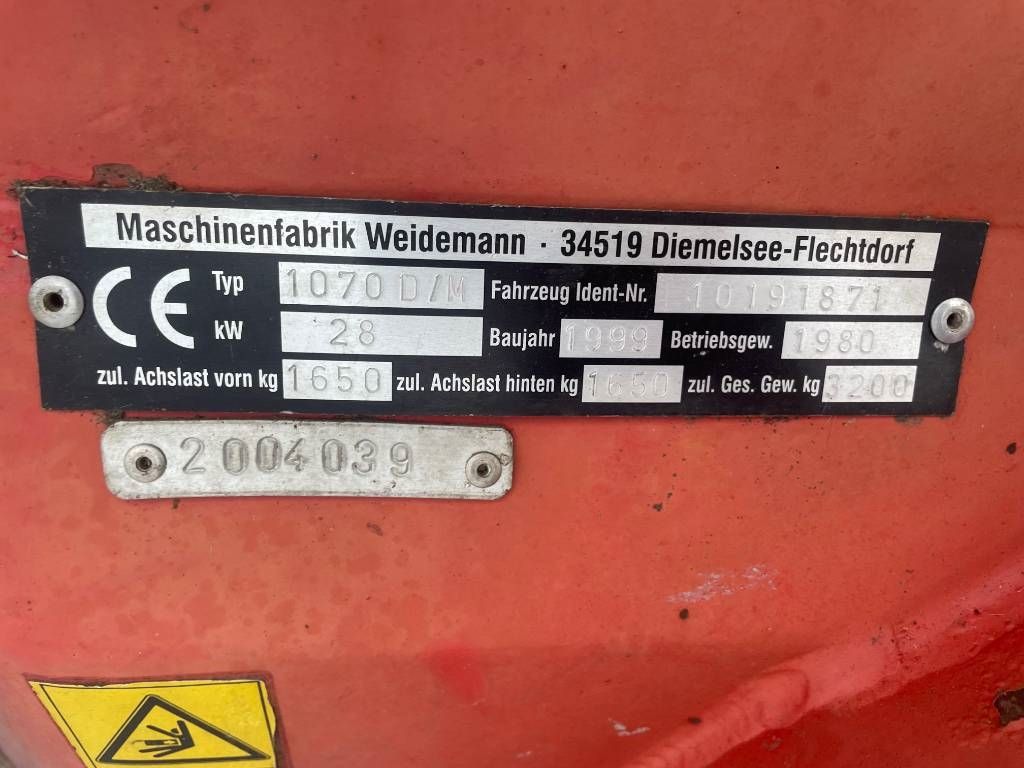 Maschinenfabrik Weidemann · 34519 Diemelsee-Flechtdorf
CE Typ 1070 D/M Fahrzeug Ident-Nr. 10191871
kW 28 Baujahr 1999 Betriebsgew. 1980
zul. Achslast vorn kg 1650 zul. Achslast hinten kg 1650 zul. Ges. Gew. kg 3200
2004039